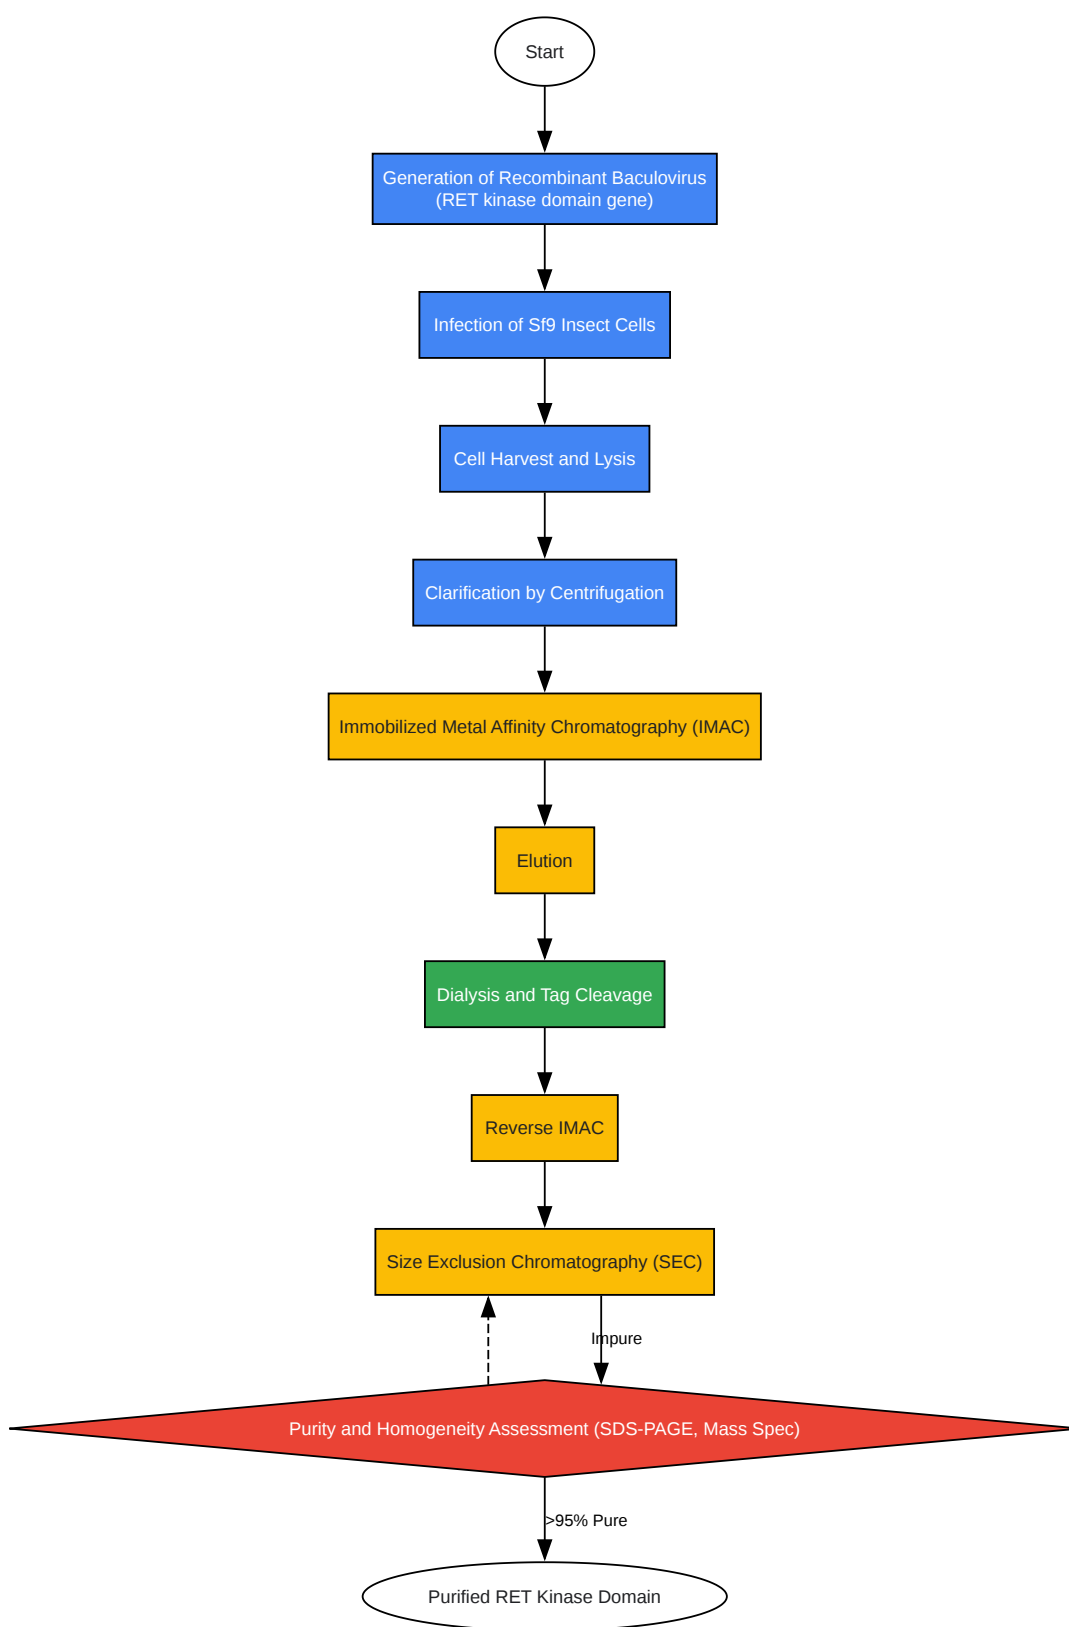 Start
Generation of Recombinant Baculovirus
(RET kinase domain gene)
Infection of Sf9 Insect Cells
Cell Harvest and Lysis
Clarification by Centrifugation
Immobilized Metal Affinity Chromatography (IMAC)
Elution
Dialysis and Tag Cleavage
Reverse IMAC
Size Exclusion Chromatography (SEC)
Impure
Purity and Homogeneity Assessment (SDS-PAGE, Mass Spec)
>95% Pure
Purified RET Kinase Domain